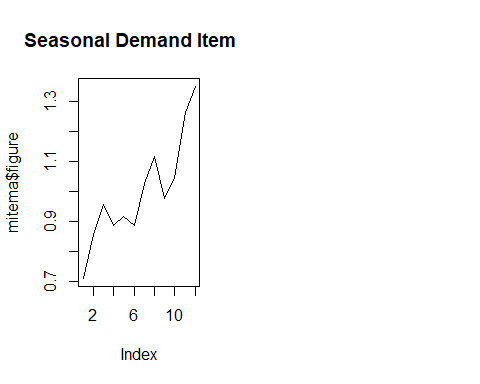 Seasonal Demand Item
mitema$figure
1.3
1.1
0.9
0.7
2 6 10
Index